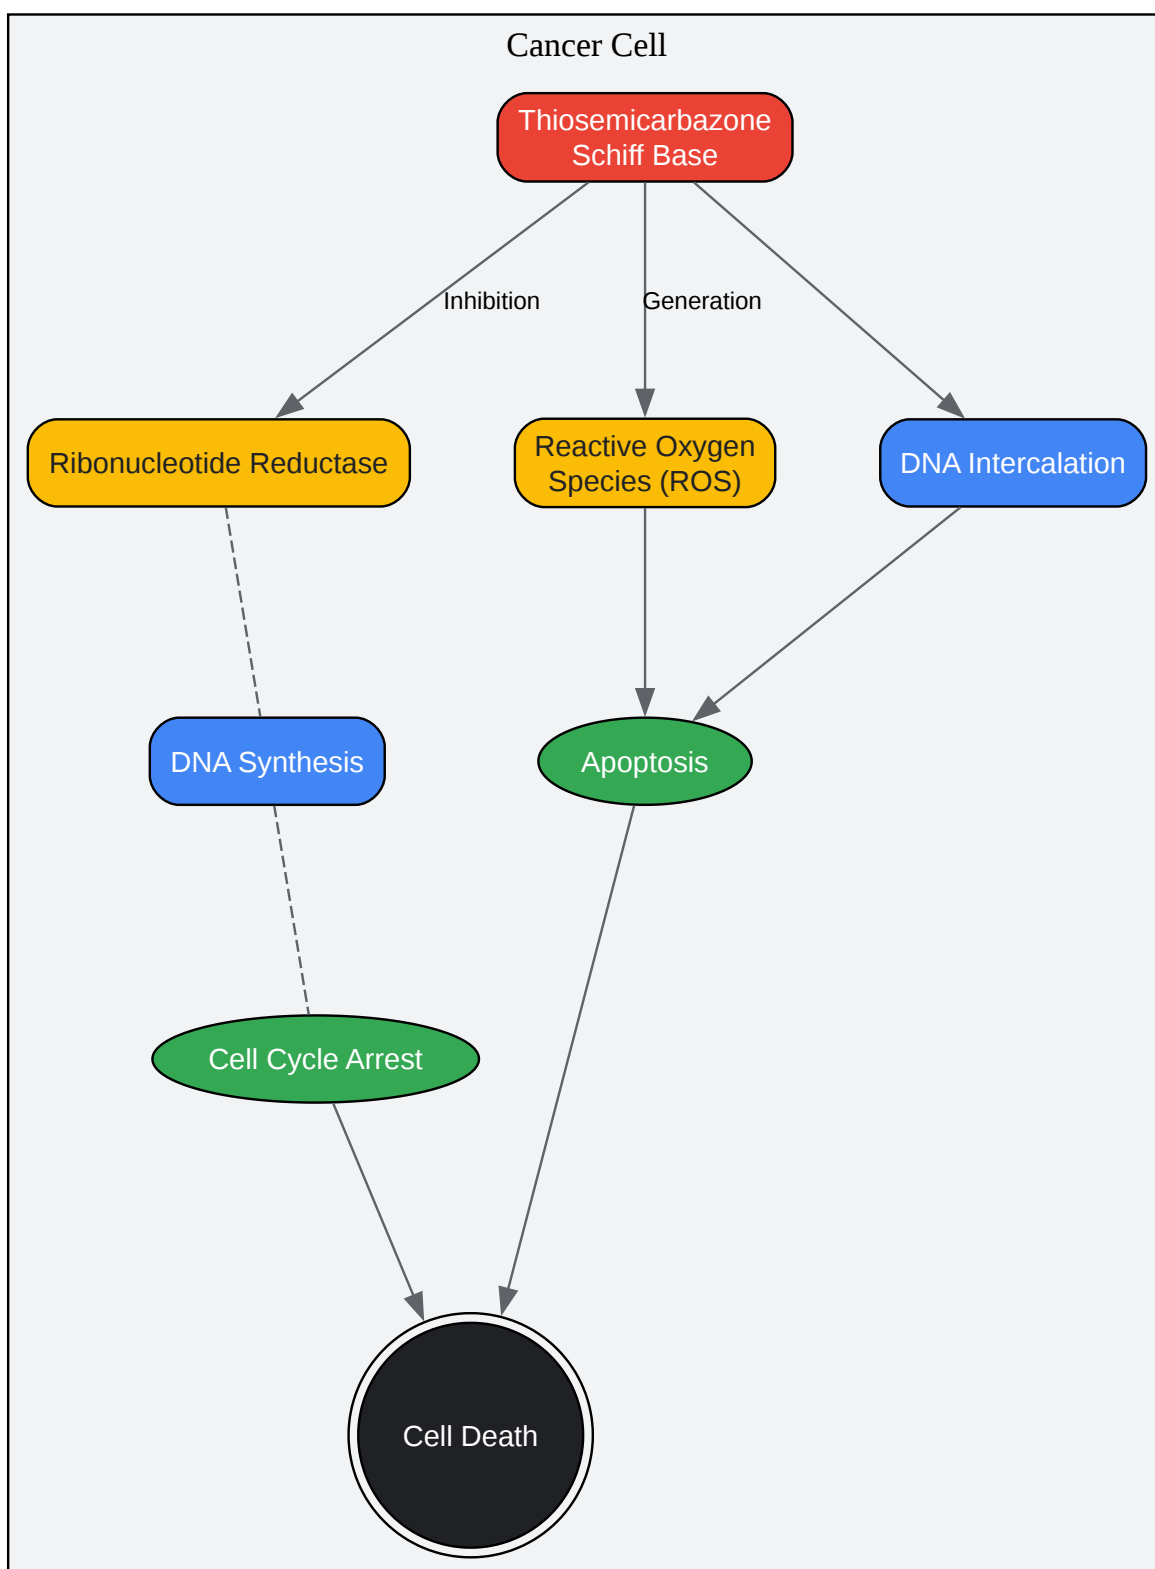 Cancer Cell
Thiosemicarbazone
Schiff Base
Inhibition
Generation
Ribonucleotide Reductase
Reactive Oxygen
Species (ROS)
DNA Intercalation
DNA Synthesis
Apoptosis
Cell Cycle Arrest
Cell Death